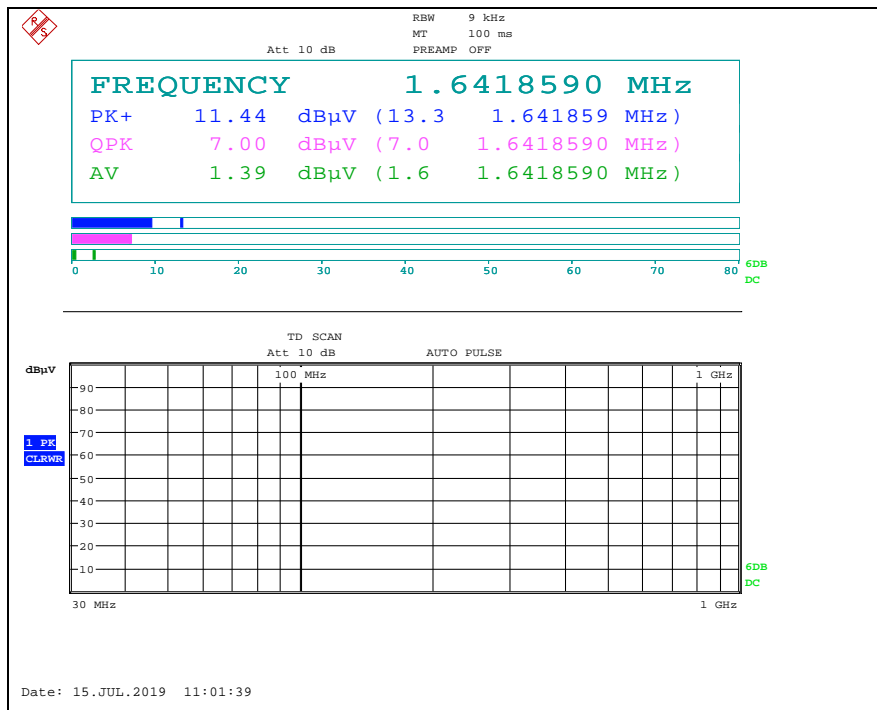 R&S
RBW 9 kHz
MT 100 ms
Att 10 dB PREAMP OFF
FREQUENCY 1.6418590 MHz
PK+ 11.44 dBµV (13.3 1.641859 MHz)
QPK 7.00 dBµV (7.0 1.6418590 MHz)
AV 1.39 dBµV (1.6 1.6418590 MHz)
0 10 20 30 40 50 60 70 80
6DB
DC
TD SCAN
Att 10 dB AUTO PULSE
dBµV
100 MHz 1 GHz
90
80
70
1 PK
CLRWR
60
50
40
30
20
10
6DB
DC
30 MHz 1 GHz
Date: 15.JUL.2019 11:01:39